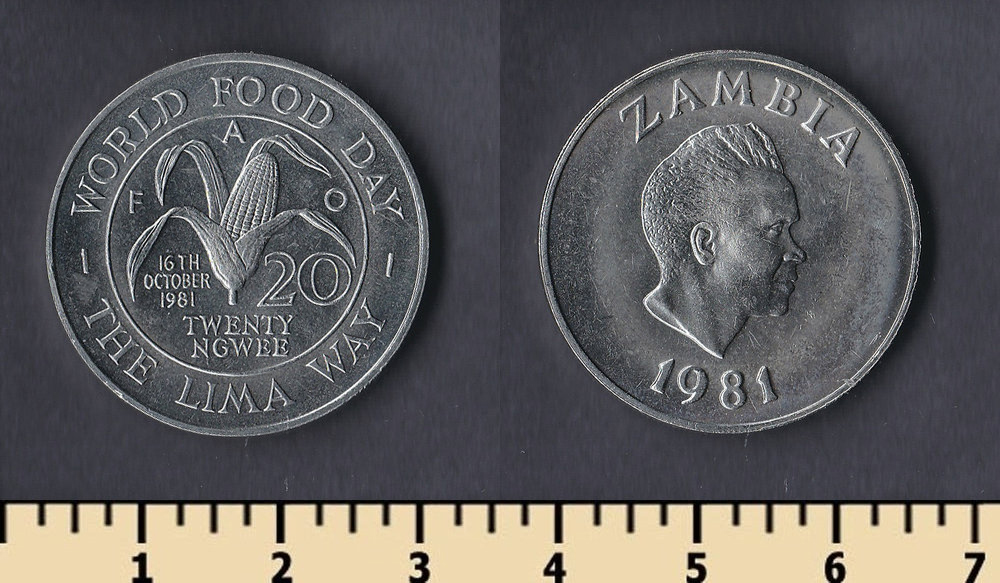 WORLD FOOD DAY
F A O
16TH
OCTOBER
1981
20
TWENTY
NGWEE
THE LIMA WAY
ZAMBIA
1981
1 2 3 4 5 6 7